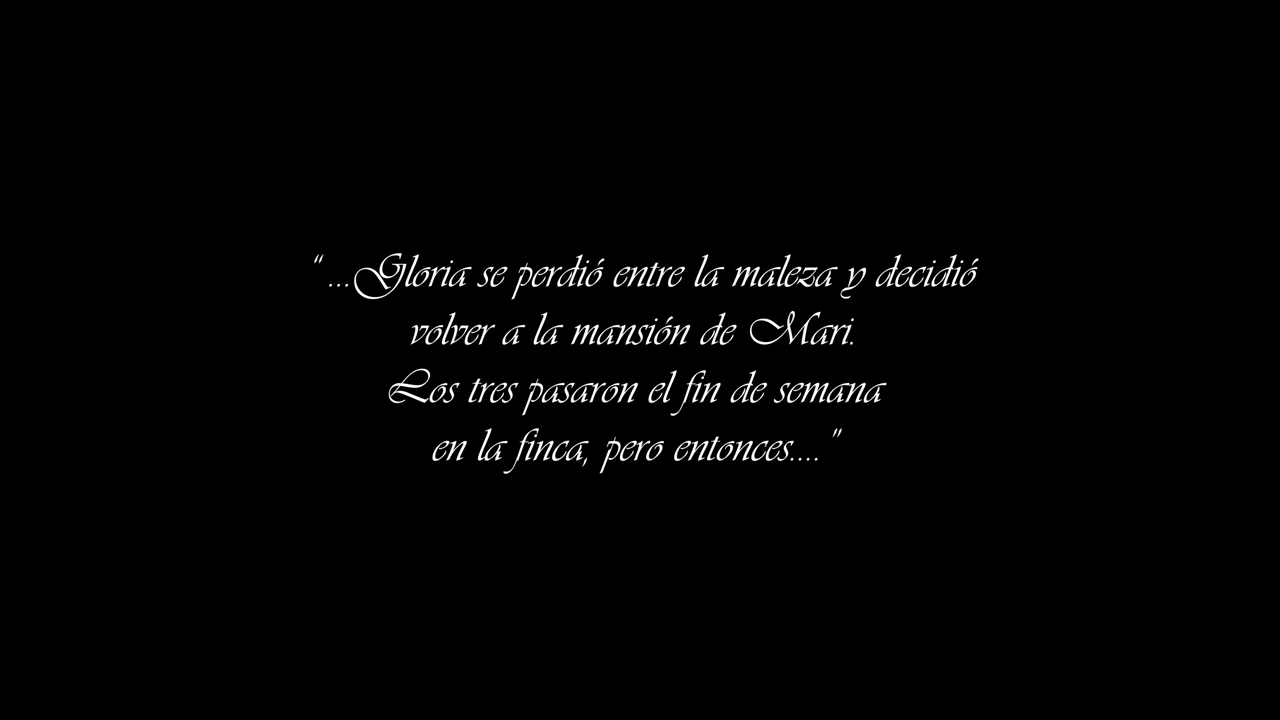 “...Gloria se perdió entre la maleza y decidió
volver a la mansión de Mari.
Los tres pasaron el fin de semana
en la finca, pero entonces....”